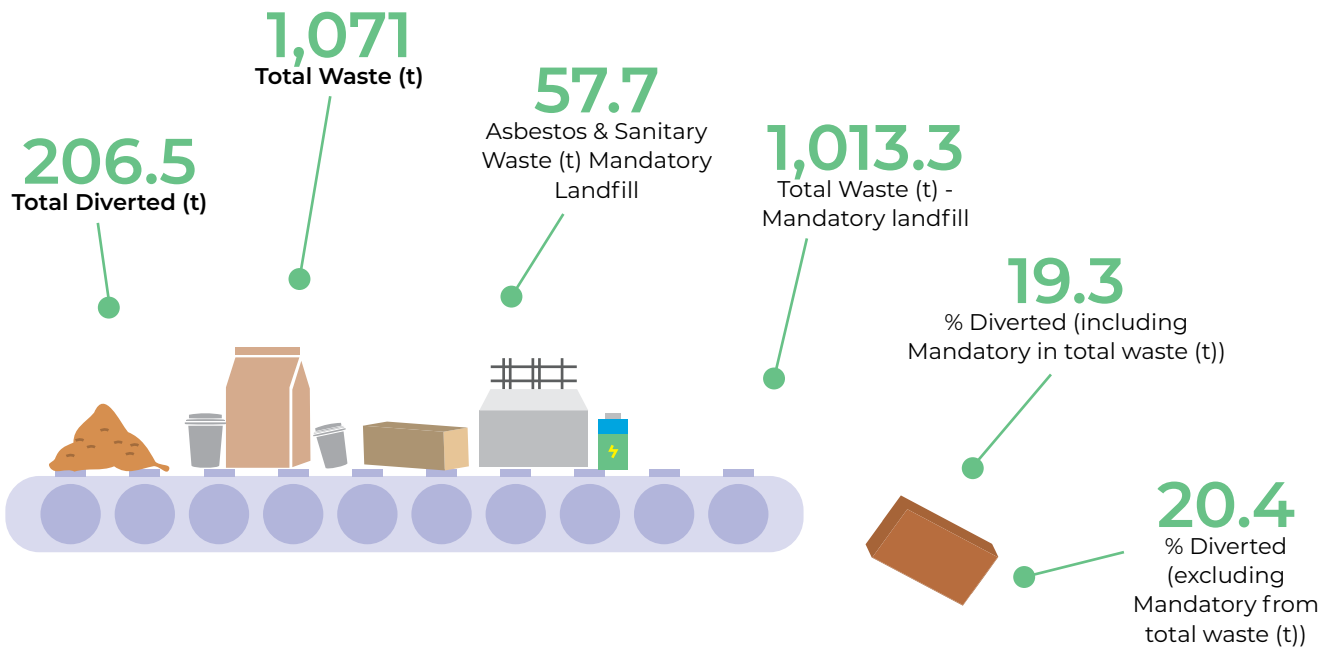 206.5
Total Diverted (t)
1,071
Total Waste (t)
57.7
Asbestos & Sanitary
Waste (t) Mandatory
Landfill
1,013.3
Total Waste (t) -
Mandatory landfill
19.3
% Diverted (including
Mandatory in total waste (t))
20.4
% Diverted
(excluding
Mandatory from
total waste (t))